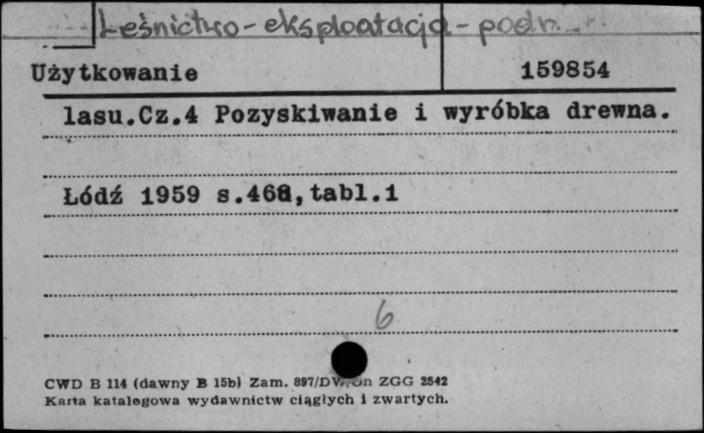 Leśnictwo - eksploatacja - podr.
Użytkowanie 159854
lasu.Cz.4 Pozyskiwanie i wyróbka drewna.
Łódź 1959 s.468,tabl.1
6
CWD B 114 (dawny B 15b) Zam. 897/DW/ ZGG 2542
Karta katalogowa wydawnictw ciągłych i zwartych.